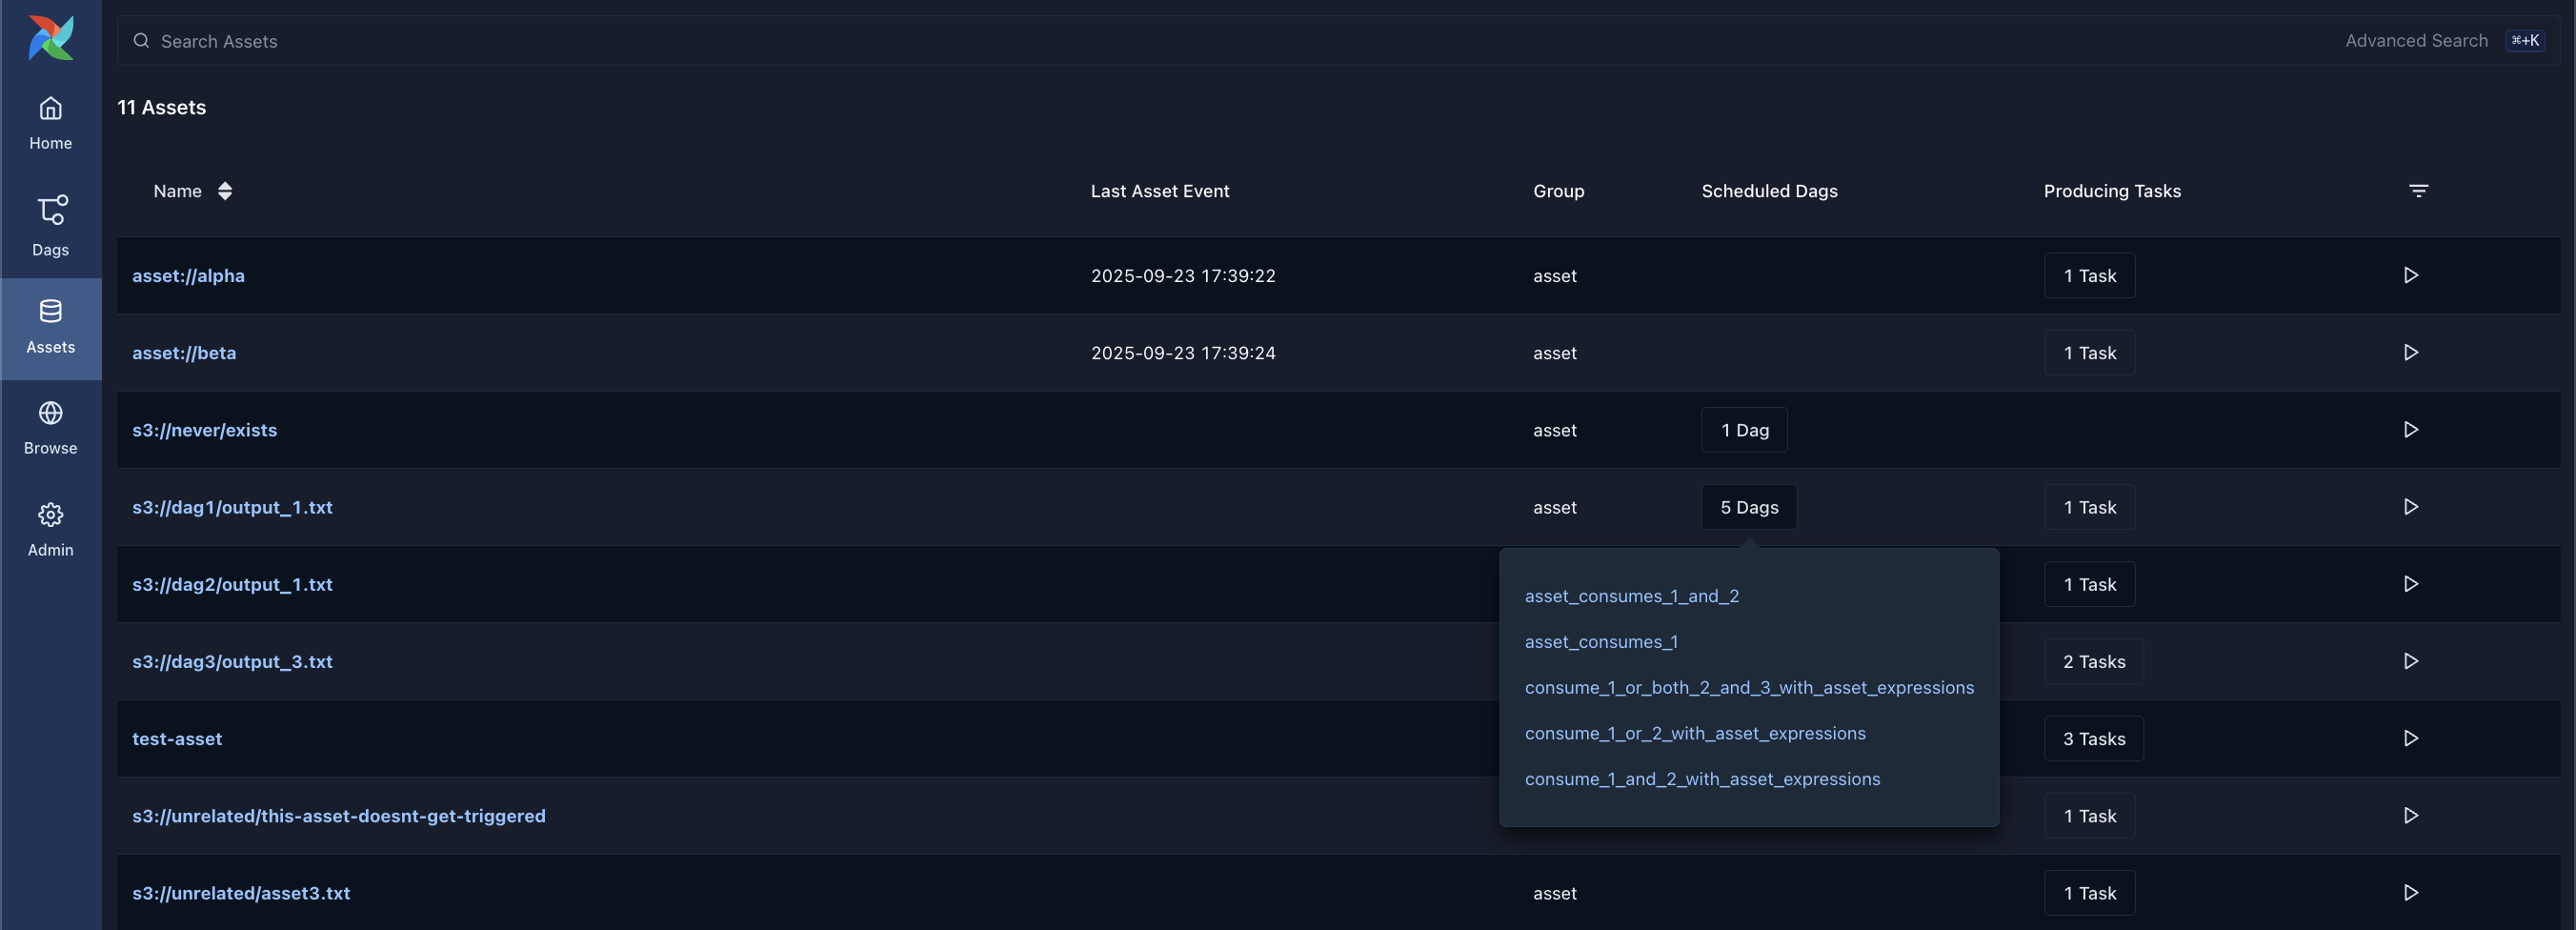 Search Assets
Advanced Search ⌘+K
11 Assets
Home
Dags
Assets
Browse
Admin
Name Last Asset Event Group Scheduled Dags Producing Tasks
asset://alpha 2025-09-23 17:39:22 asset 1 Task
asset://beta 2025-09-23 17:39:24 asset 1 Task
s3://never/exists asset 1 Dag
s3://dag1/output_1.txt asset 5 Dags 1 Task
s3://dag2/output_1.txt 1 Task
s3://dag3/output_3.txt 2 Tasks
test-asset 3 Tasks
s3://unrelated/this-asset-doesnt-get-triggered 1 Task
s3://unrelated/asset3.txt asset 1 Task
asset_consumes_1_and_2
asset_consumes_1
consume_1_or_both_2_and_3_with_asset_expressions
consume_1_or_2_with_asset_expressions
consume_1_and_2_with_asset_expressions